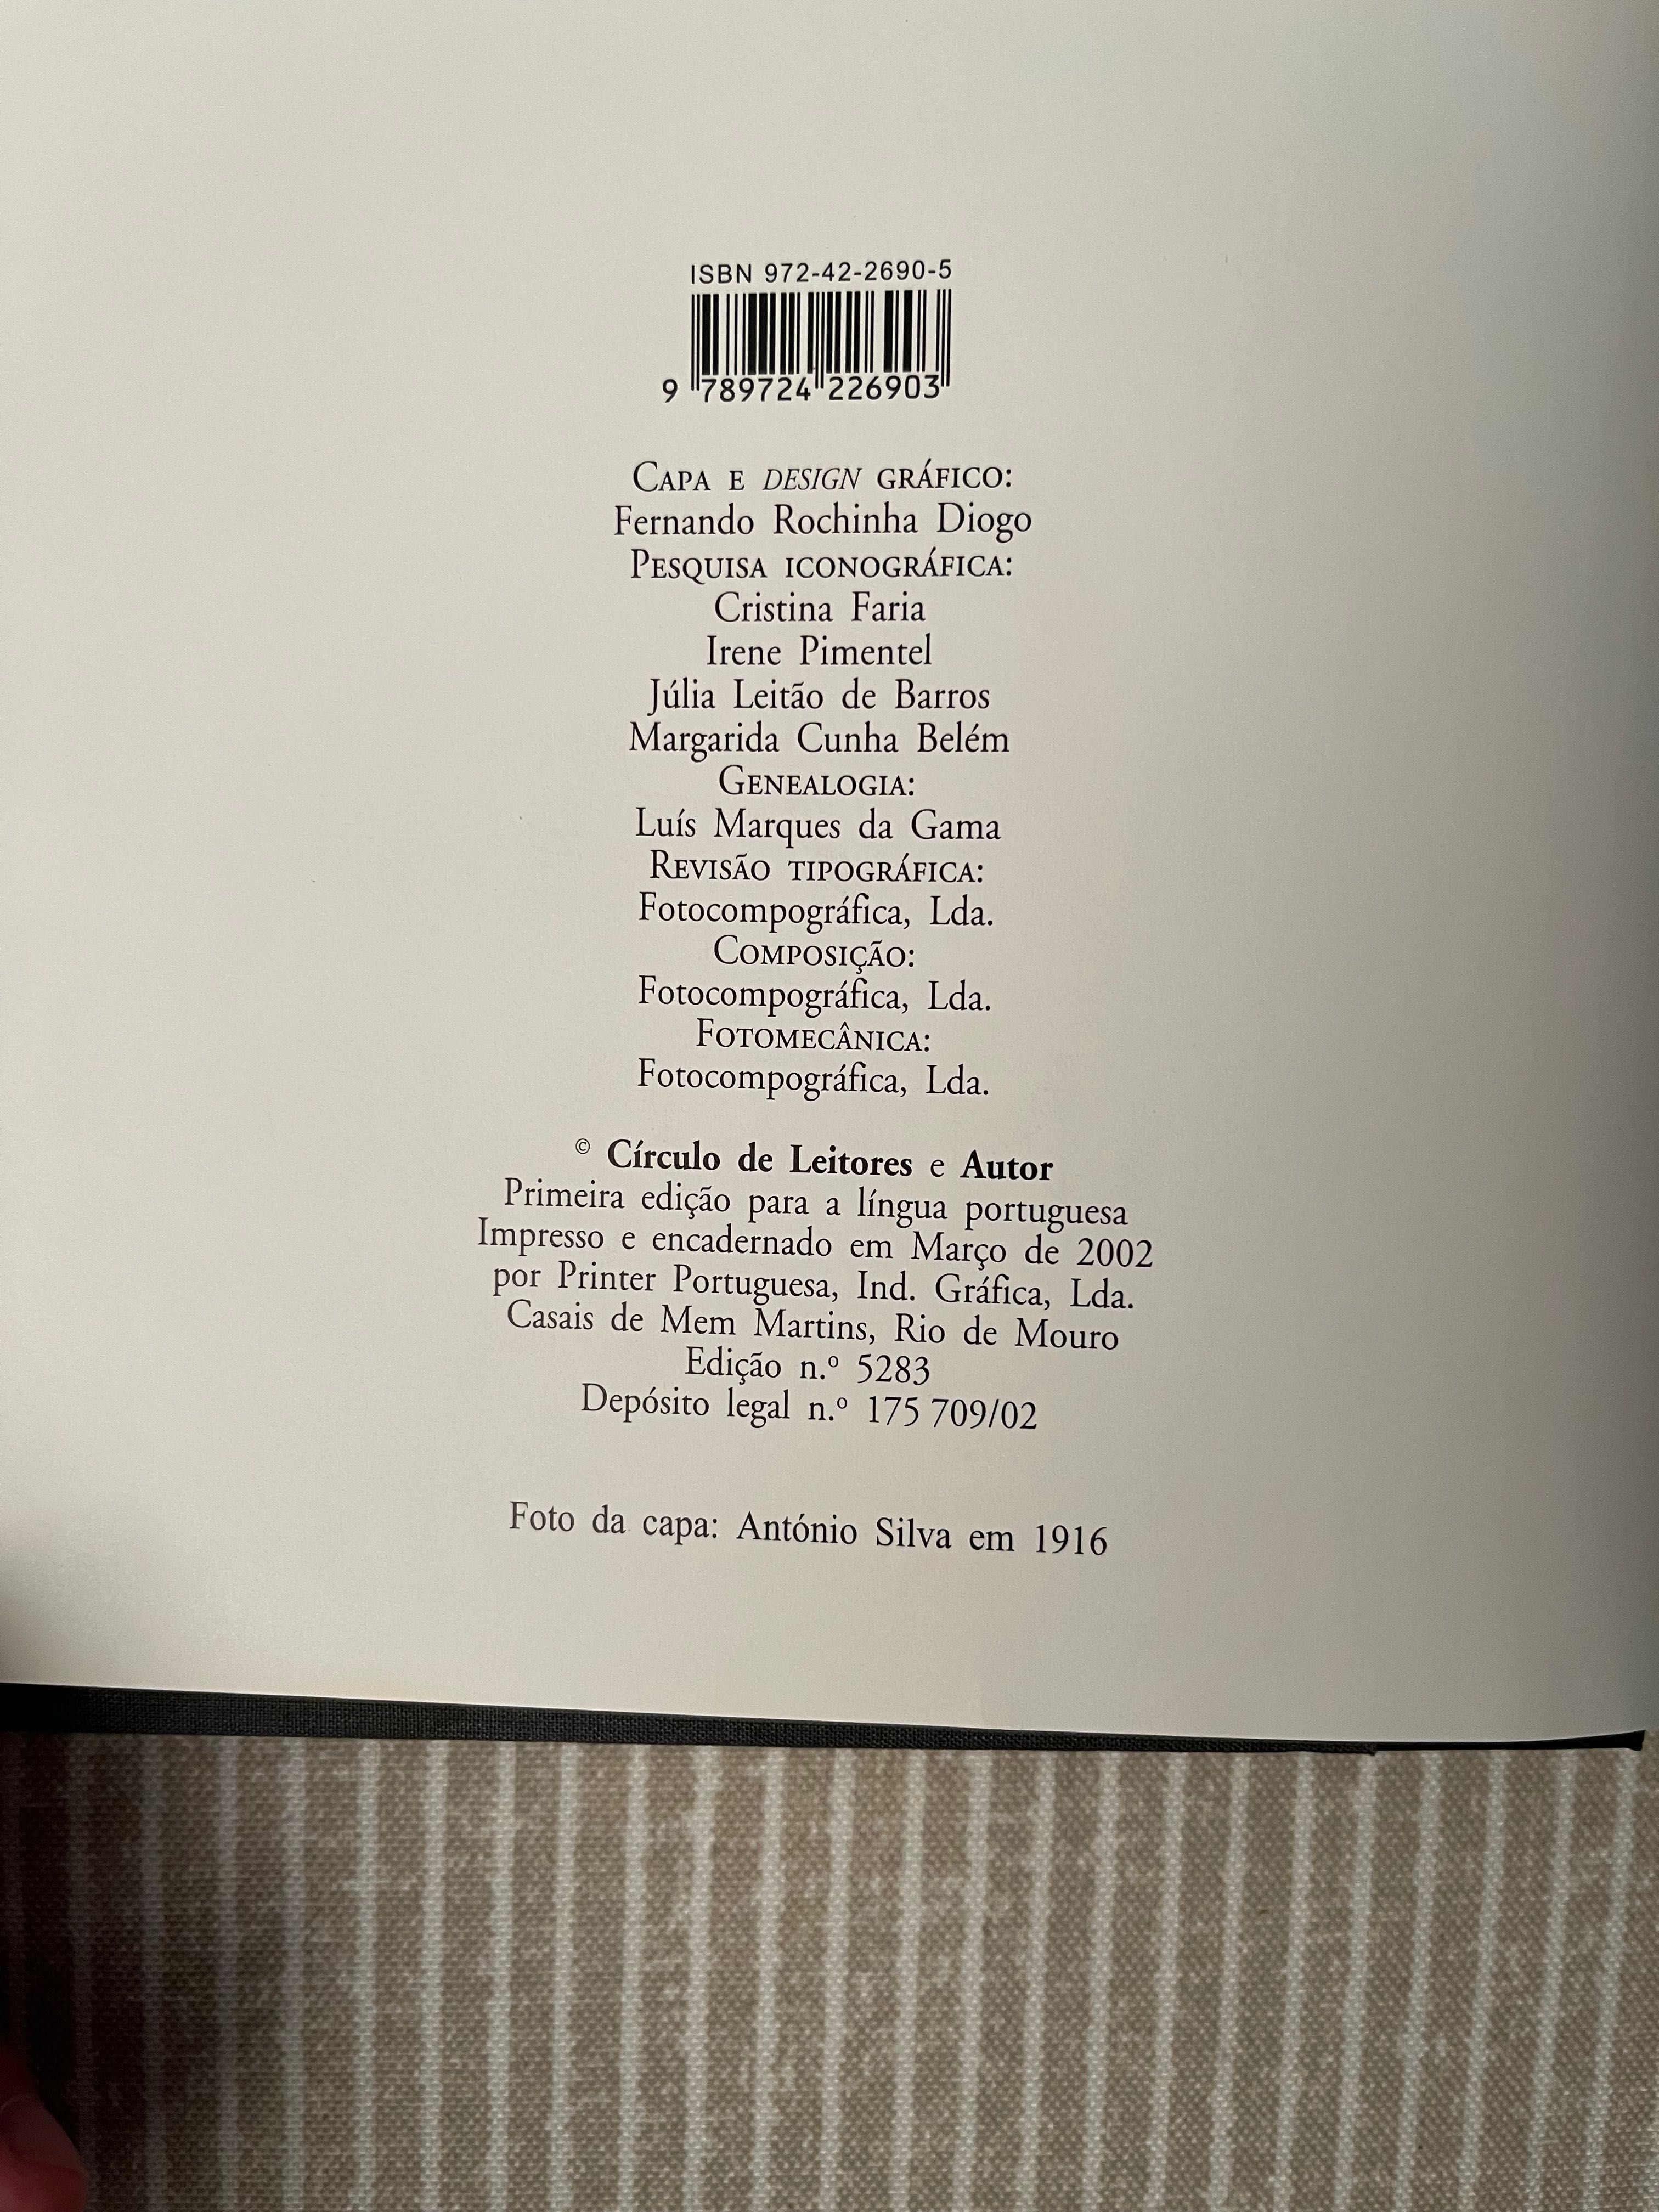 ISBN 972-42-2690-5
9 789724 226903
CAPA E DESIGN GRÁFICO:
Fernando Rochinha Diogo
PESQUISA ICONOGRÁFICA:
Cristina Faria
Irene Pimentel
Júlia Leitão de Barros
Margarida Cunha Belém
GENEALOGIA:
Luís Marques da Gama
REVISÃO TIPOGRÁFICA:
Fotocompográfica, Lda.
COMPOSIÇÃO:
Fotocompográfica, Lda.
FOTOMECÂNICA:
Fotocompográfica, Lda.
© Círculo de Leitores e Autor
Primeira edição para a língua portuguesa
Impresso e encadernado em Março de 2002
por Printer Portuguesa, Ind. Gráfica, Lda.
Casais de Mem Martins, Rio de Mouro
Edição n.º 5283
Depósito legal n.º 175 709/02
Foto da capa: António Silva em 1916